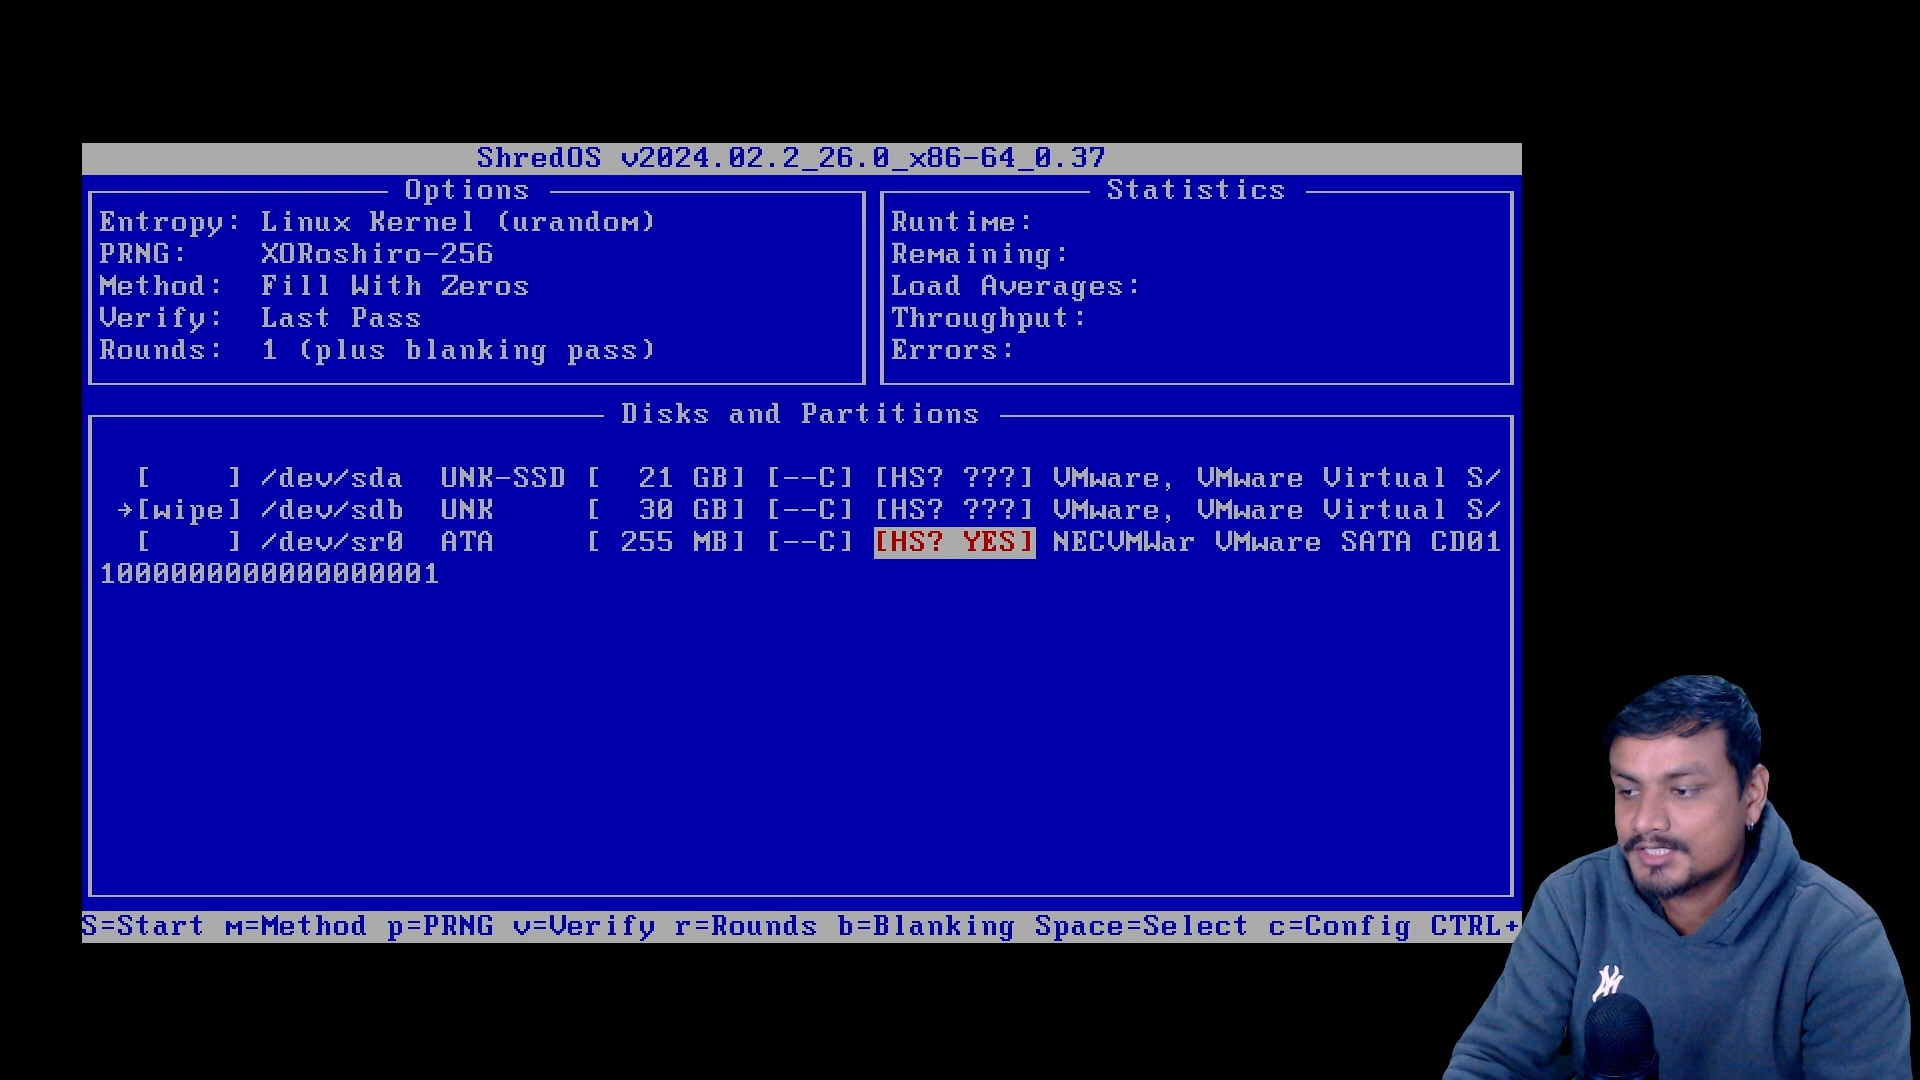 ShredOS v2024.02.2_26.0_x86-64_0.37
Options
Entropy: Linux Kernel (urandom)
PRNG: XORoshiro-256
Method: Fill With Zeros
Verify: Last Pass
Rounds: 1 (plus blanking pass)
Statistics
Runtime:
Remaining:
Load Averages:
Throughput:
Errors:
Disks and Partitions
[    ] /dev/sda UNK-SSD [ 21 GB] [--C] [HS? ???] VMware, VMware Virtual S/
→[wipe] /dev/sdb UNK [ 30 GB] [--C] [HS? ???] VMware, VMware Virtual S/
[    ] /dev/sr0 ATA [ 255 MB] [--C] [HS? YES] NECVMWar VMware SATA CD01
1000000000000000001
S=Start m=Method p=PRNG v=Verify r=Rounds b=Blanking Space=Select c=Config CTRL+